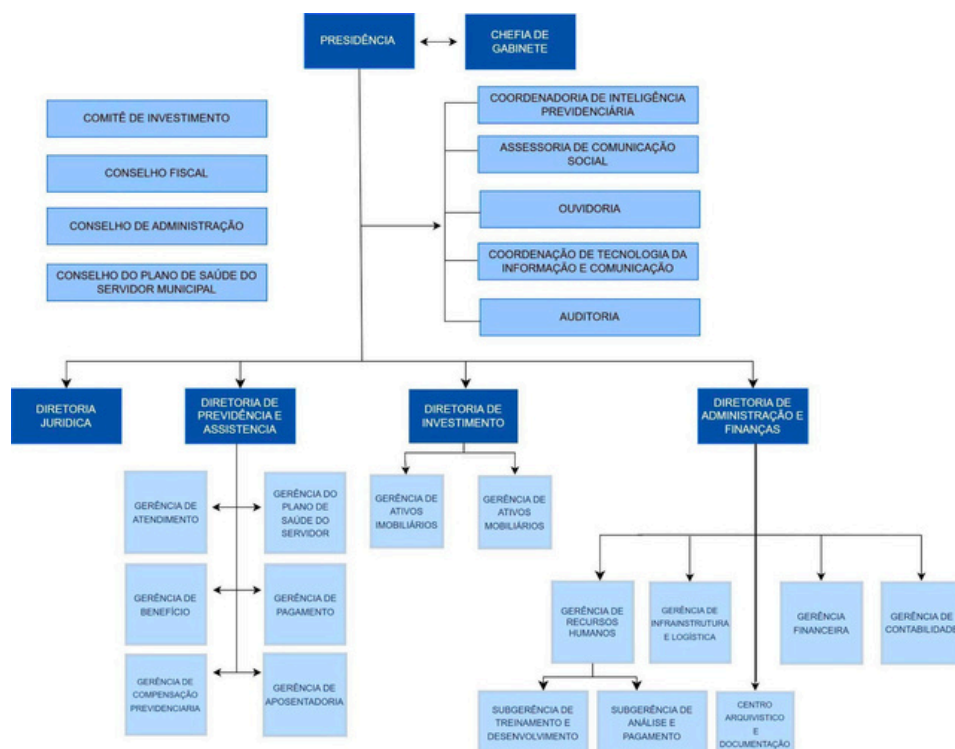 PRESIDÊNCIA
CHEFIA DE
GABINETE
COMITÊ DE INVESTIMENTO
CONSELHO FISCAL
CONSELHO DE ADMINISTRAÇÃO
CONSELHO DO PLANO DE SAÚDE DO
SERVIDOR MUNICIPAL
COORDENADORIA DE INTELIGÊNCIA
PREVIDENCIÁRIA
ASSESSORIA DE COMUNICAÇÃO
SOCIAL
OUVIDORIA
COORDENAÇÃO DE TECNOLOGIA DA
INFORMAÇÃO E COMUNICAÇÃO
AUDITORIA
DIRETORIA
JURIDICA
DIRETORIA DE
PREVIDÊNCIA E
ASSISTENCIA
DIRETORIA DE
INVESTIMENTO
DIRETORIA DE
ADMINISTRAÇÃO E
FINANÇAS
GERÊNCIA DE
ATENDIMENTO
GERÊNCIA DO
PLANO DE
SAÚDE DO
SERVIDOR
GERÊNCIA DE
BENEFÍCIO
GERÊNCIA DE
PAGAMENTO
GERÊNCIA DE
COMPENSAÇÃO
PREVIDENCIARIA
GERÊNCIA DE
APOSENTADORIA
GERÊNCIA DE
ATIVOS
IMOBILIÁRIOS
GERÊNCIA DE
ATIVOS
MOBILIÁRIOS
GERÊNCIA DE
RECURSOS
HUMANOS
GERÊNCIA DE
INFRAINSTRUTURA
E LOGÍSTICA
GERÊNCIA
FINANCEIRA
GERÊNCIA DE
CONTABILIDADE
SUBGERÊNCIA DE
TREINAMENTO E
DESENVOLVIMENTO
SUBGERÊNCIA DE
ANÁLISE E
PAGAMENTO
CENTRO
ARQUIVISTICO
E
DOCUMENTAÇÃO